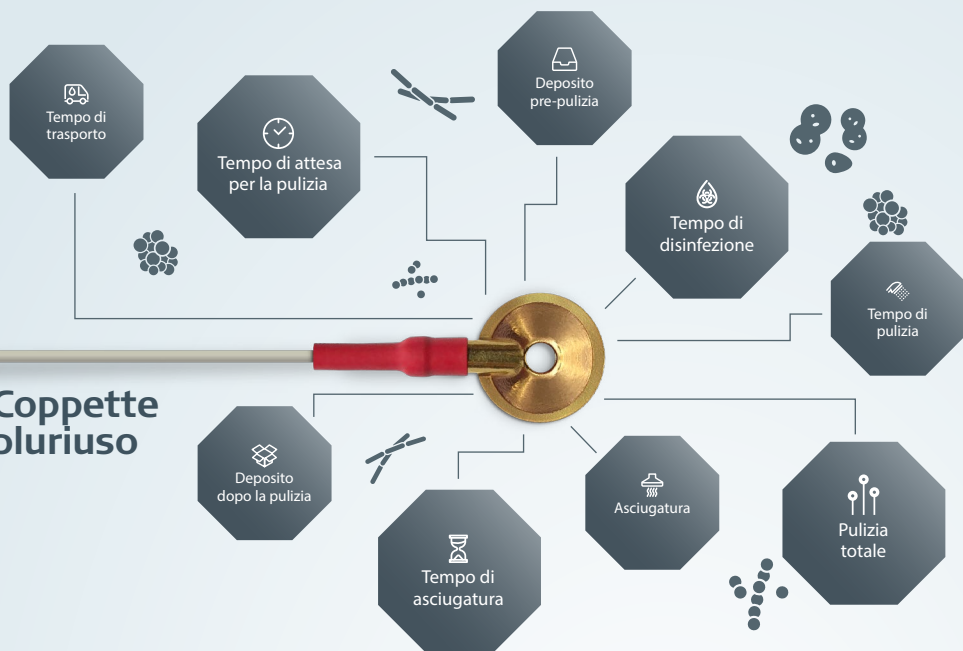 Deposito
pre-pulizia
Tempo di
trasporto
Tempo di attesa
per la pulizia
Tempo di
disinfezione
Tempo di
pulizia
Coppette
pluriuso
Deposito
dopo la pulizia
Asciugatura
Pulizia
totale
Tempo di
asciugatura